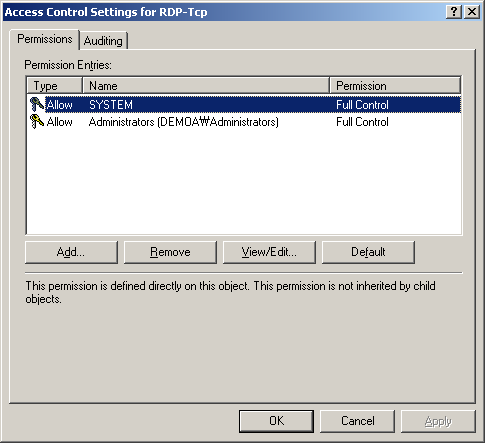 Access Control Settings for RDP-Tcp
Permissions Auditing
Permission Entries:
Type Name Permission
Allow SYSTEM Full Control
Allow Administrators (DEMOA₩Administrators) Full Control
Add... Remove View/Edit... Default
This permission is defined directly on this object. This permission is not inherited by child
objects.
OK Cancel Apply